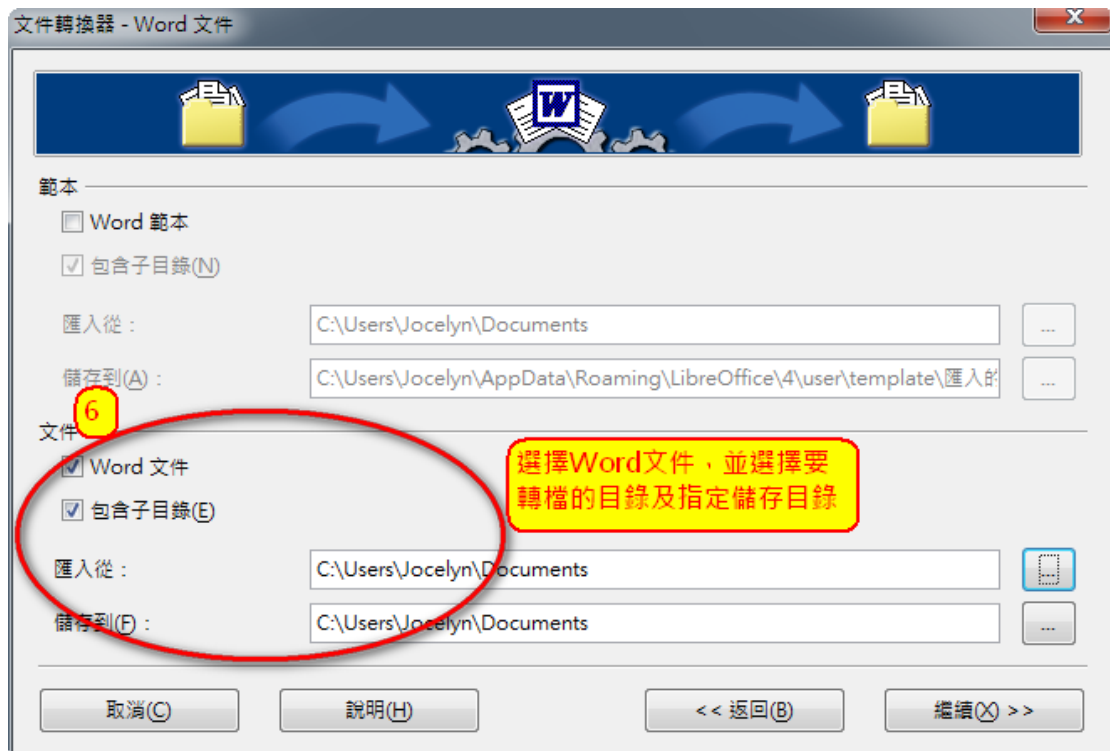 文件轉換器 - Word 文件
W
範本
Word 範本
包含子目錄(N)
匯入從：
C:\Users\Jocelyn\Documents
...
儲存到(A)：
C:\Users\Jocelyn\AppData\Roaming\LibreOffice\4\user\template\匯入的
...
6
文件
Word 文件
選擇Word文件，並選擇要
轉檔的目錄及指定儲存目錄
包含子目錄(E)
匯入從：
C:\Users\Jocelyn\Documents
...
儲存到(F)：
C:\Users\Jocelyn\Documents
...
取消(C)
說明(H)
<< 返回(B)
繼續(X) >>